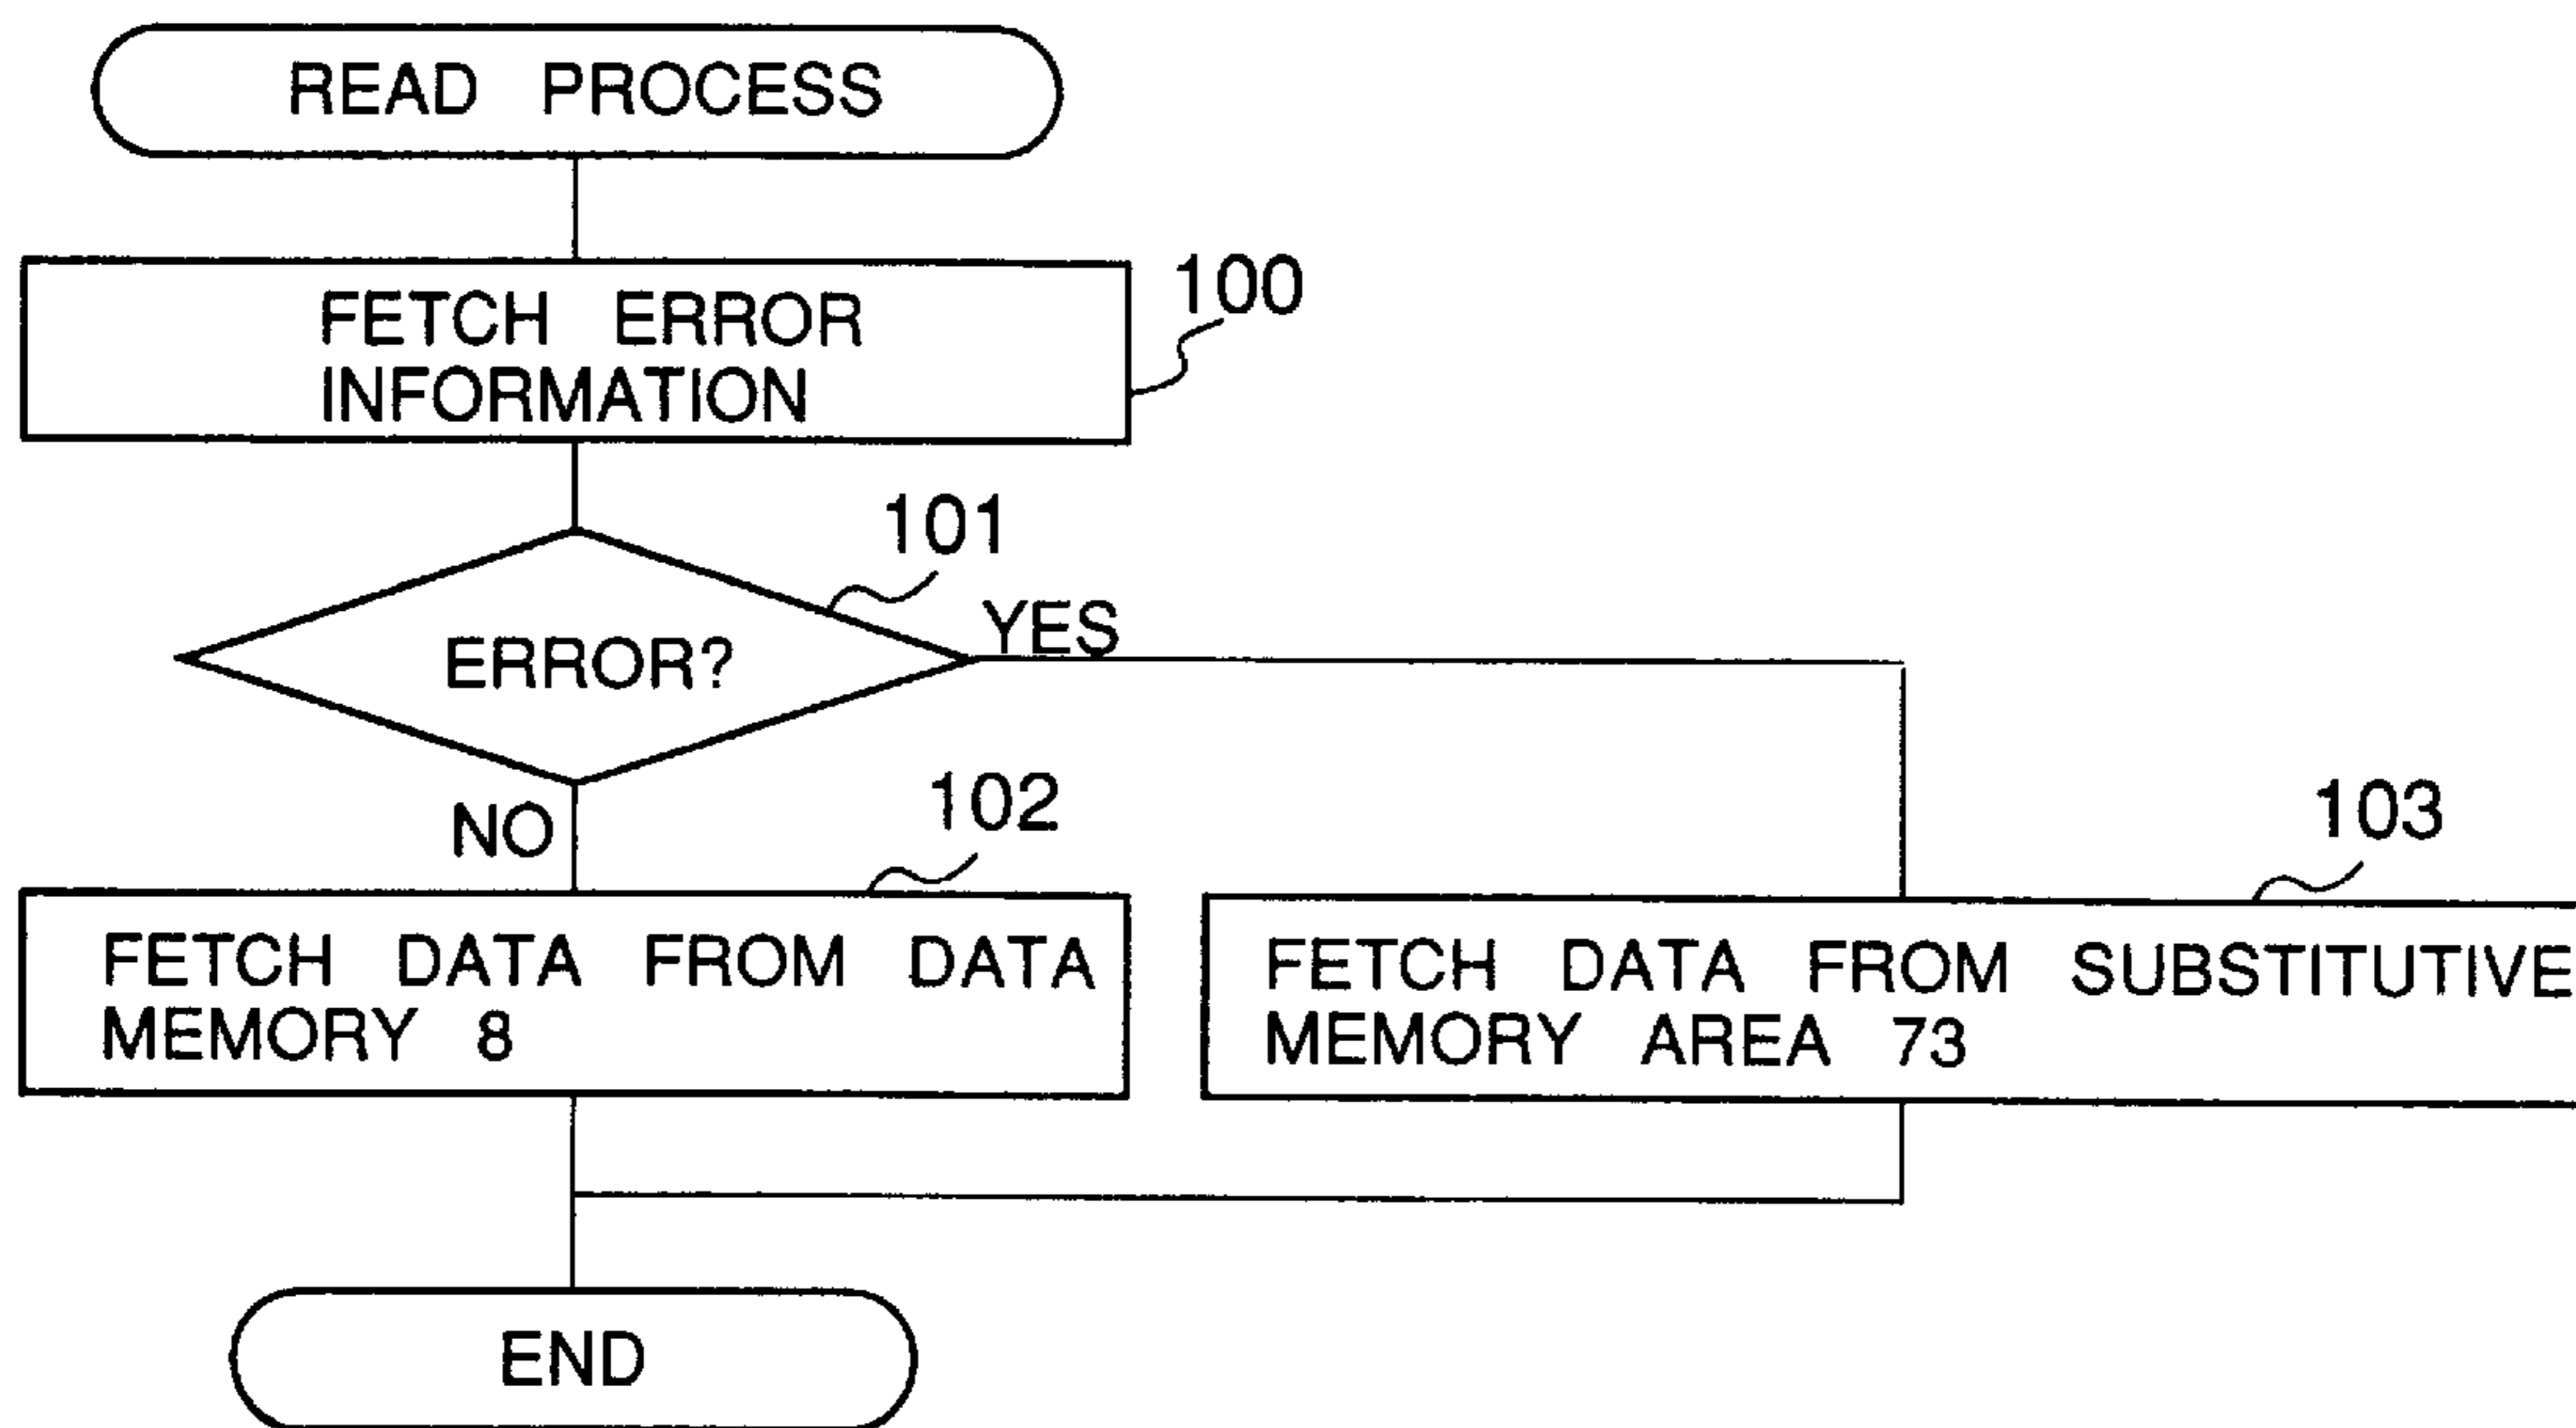 READ PROCESS
FETCH ERROR
INFORMATION
100
101
ERROR?
YES
NO
102
FETCH DATA FROM DATA
MEMORY 8
103
FETCH DATA FROM SUBSTITUTIVE
MEMORY AREA 73
END